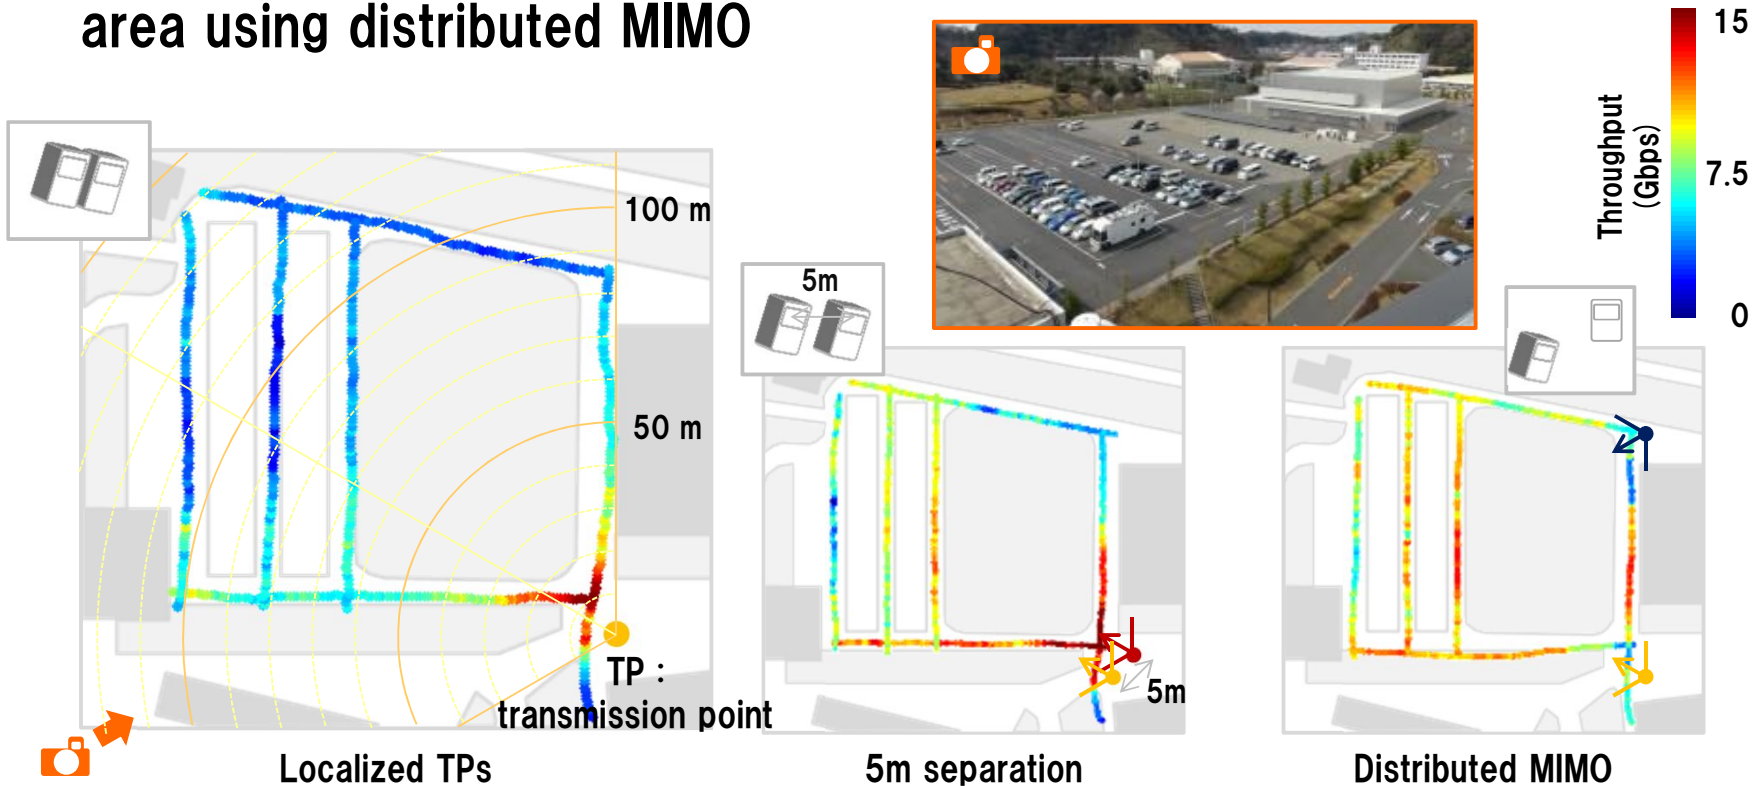 area using distributed MIMO
15
Throughput
(Gbps)
7.5
0
100 m
50 m
5m
TP :
transmission point
5m
Localized TPs
5m separation
Distributed MIMO